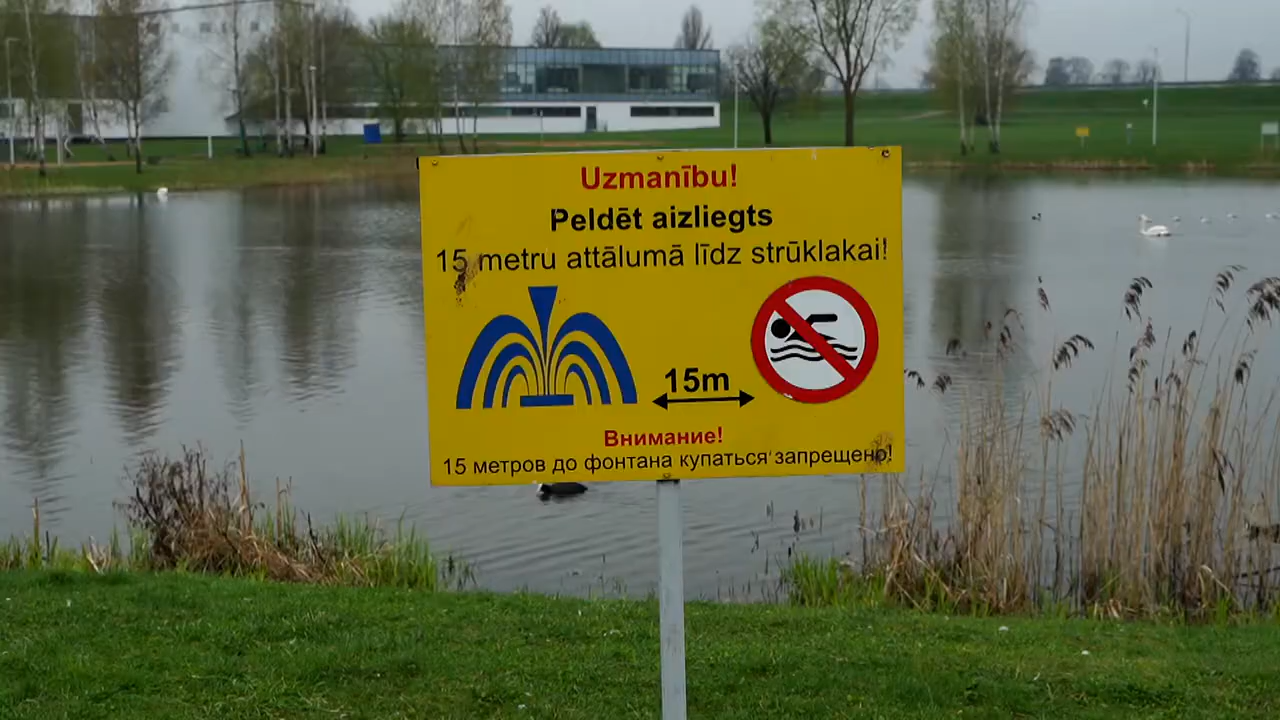 Uzmanību!
Peldēt aizliegts
15 metru attālumā līdz strūklakai!
15m
Внимание!
15 метров до фонтана купаться запрещено!